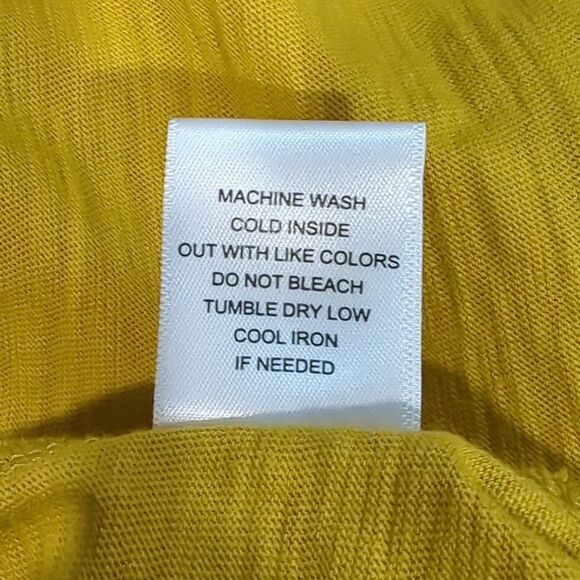 MACHINE WASH
COLD INSIDE
OUT WITH LIKE COLORS
DO NOT BLEACH
TUMBLE DRY LOW
COOL IRON
IF NEEDED